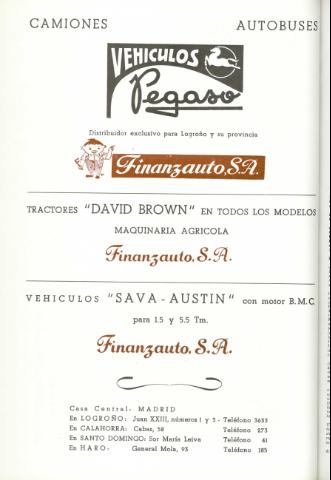 CAMIONES AUTOBUSES
VEHICULOS
Pegaso
Distribuidor exclusivo para Logroño y su provincia
Finanzauto, S.A.
TRACTORES "DAVID BROWN" EN TODOS LOS MODELOS
MAQUINARIA AGRICOLA
Finanzauto, S.A.
VEHICULOS "SAVA-AUSTIN" con motor B.M.C.
para 1.5 y 5.5 Tm.
Finanzauto, S.A.
Casa Central: MADRID
En LOGROÑO: Juan XXIII, números 1 y 3 - Teléfono 3633
En CALAHORRA: Cabas, 58 Teléfono 273
En SANTO DOMINGO: Sor María Leiva Teléfono 61
En HARO: General Mola, 93 Teléfono 185